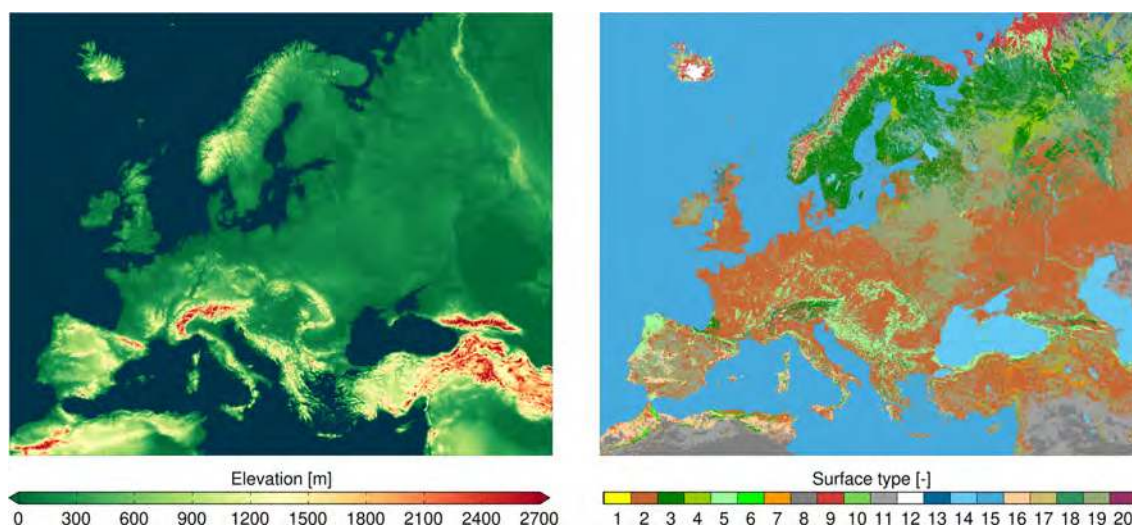 Elevation [m]
0 300 600 900 1200 1500 1800 2100 2400 2700
Surface type [-]
1 2 3 4 5 6 7 8 9 10 11 12 13 14 15 16 17 18 19 20